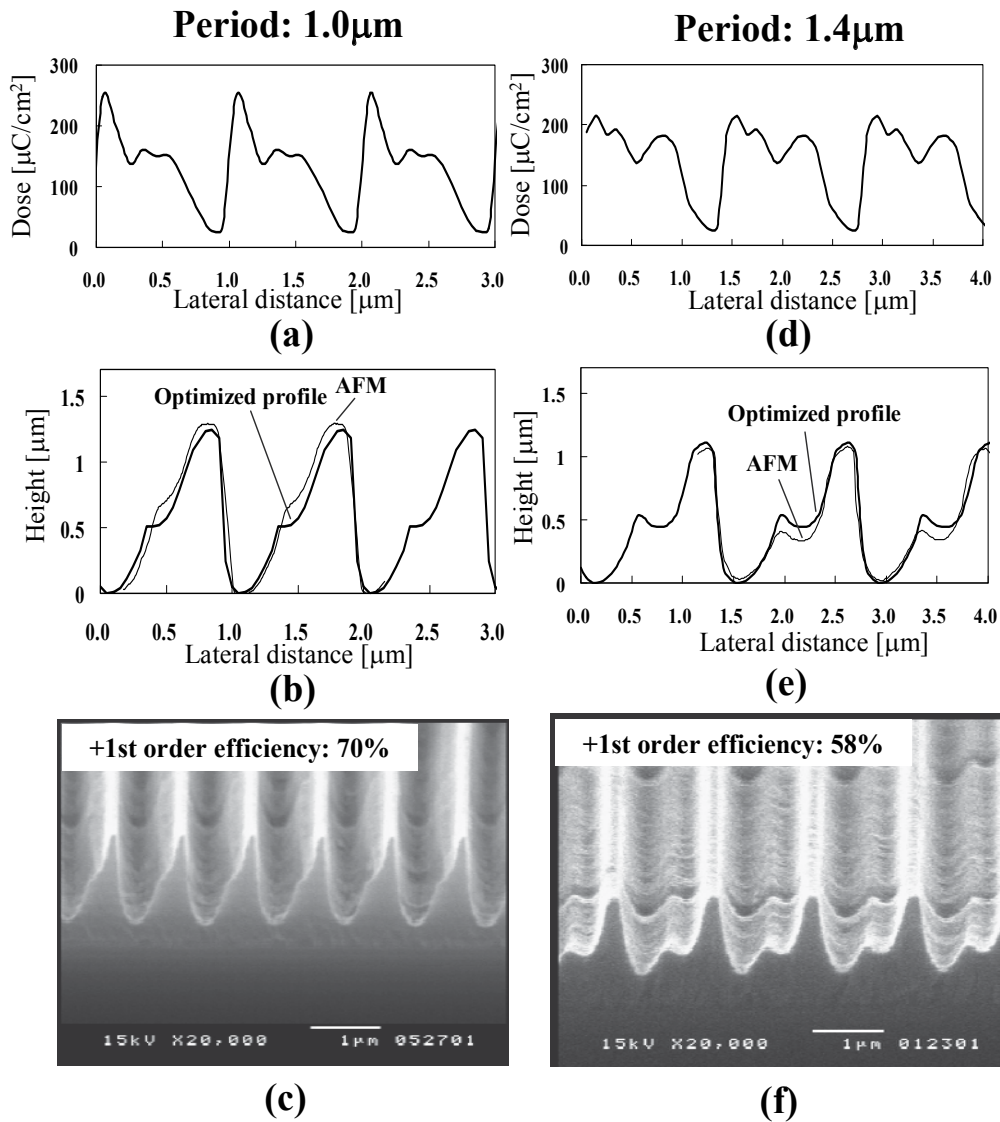 Period: 1.0μm
Period: 1.4μm
300
200
100
0
Dose [μC/cm²]
0.0 0.5 1.0 1.5 2.0 2.5 3.0
Lateral distance [μm]
(a)
300
200
100
0
Dose [μC/cm²]
0.0 0.5 1.0 1.5 2.0 2.5 3.0 3.5 4.0
Lateral distance [μm]
(d)
1.5
1
0.5
0
Height [μm]
Optimized profile
AFM
0.0 0.5 1.0 1.5 2.0 2.5 3.0
Lateral distance [μm]
(b)
1.5
1
0.5
0
Height [μm]
Optimized profile
AFM
0.0 0.5 1.0 1.5 2.0 2.5 3.0 3.5 4.0
Lateral distance [μm]
(e)
+1st order efficiency: 70%
15kV X20,000 1μm 052701
(c)
+1st order efficiency: 58%
15kV X20,000 1μm 012301
(f)